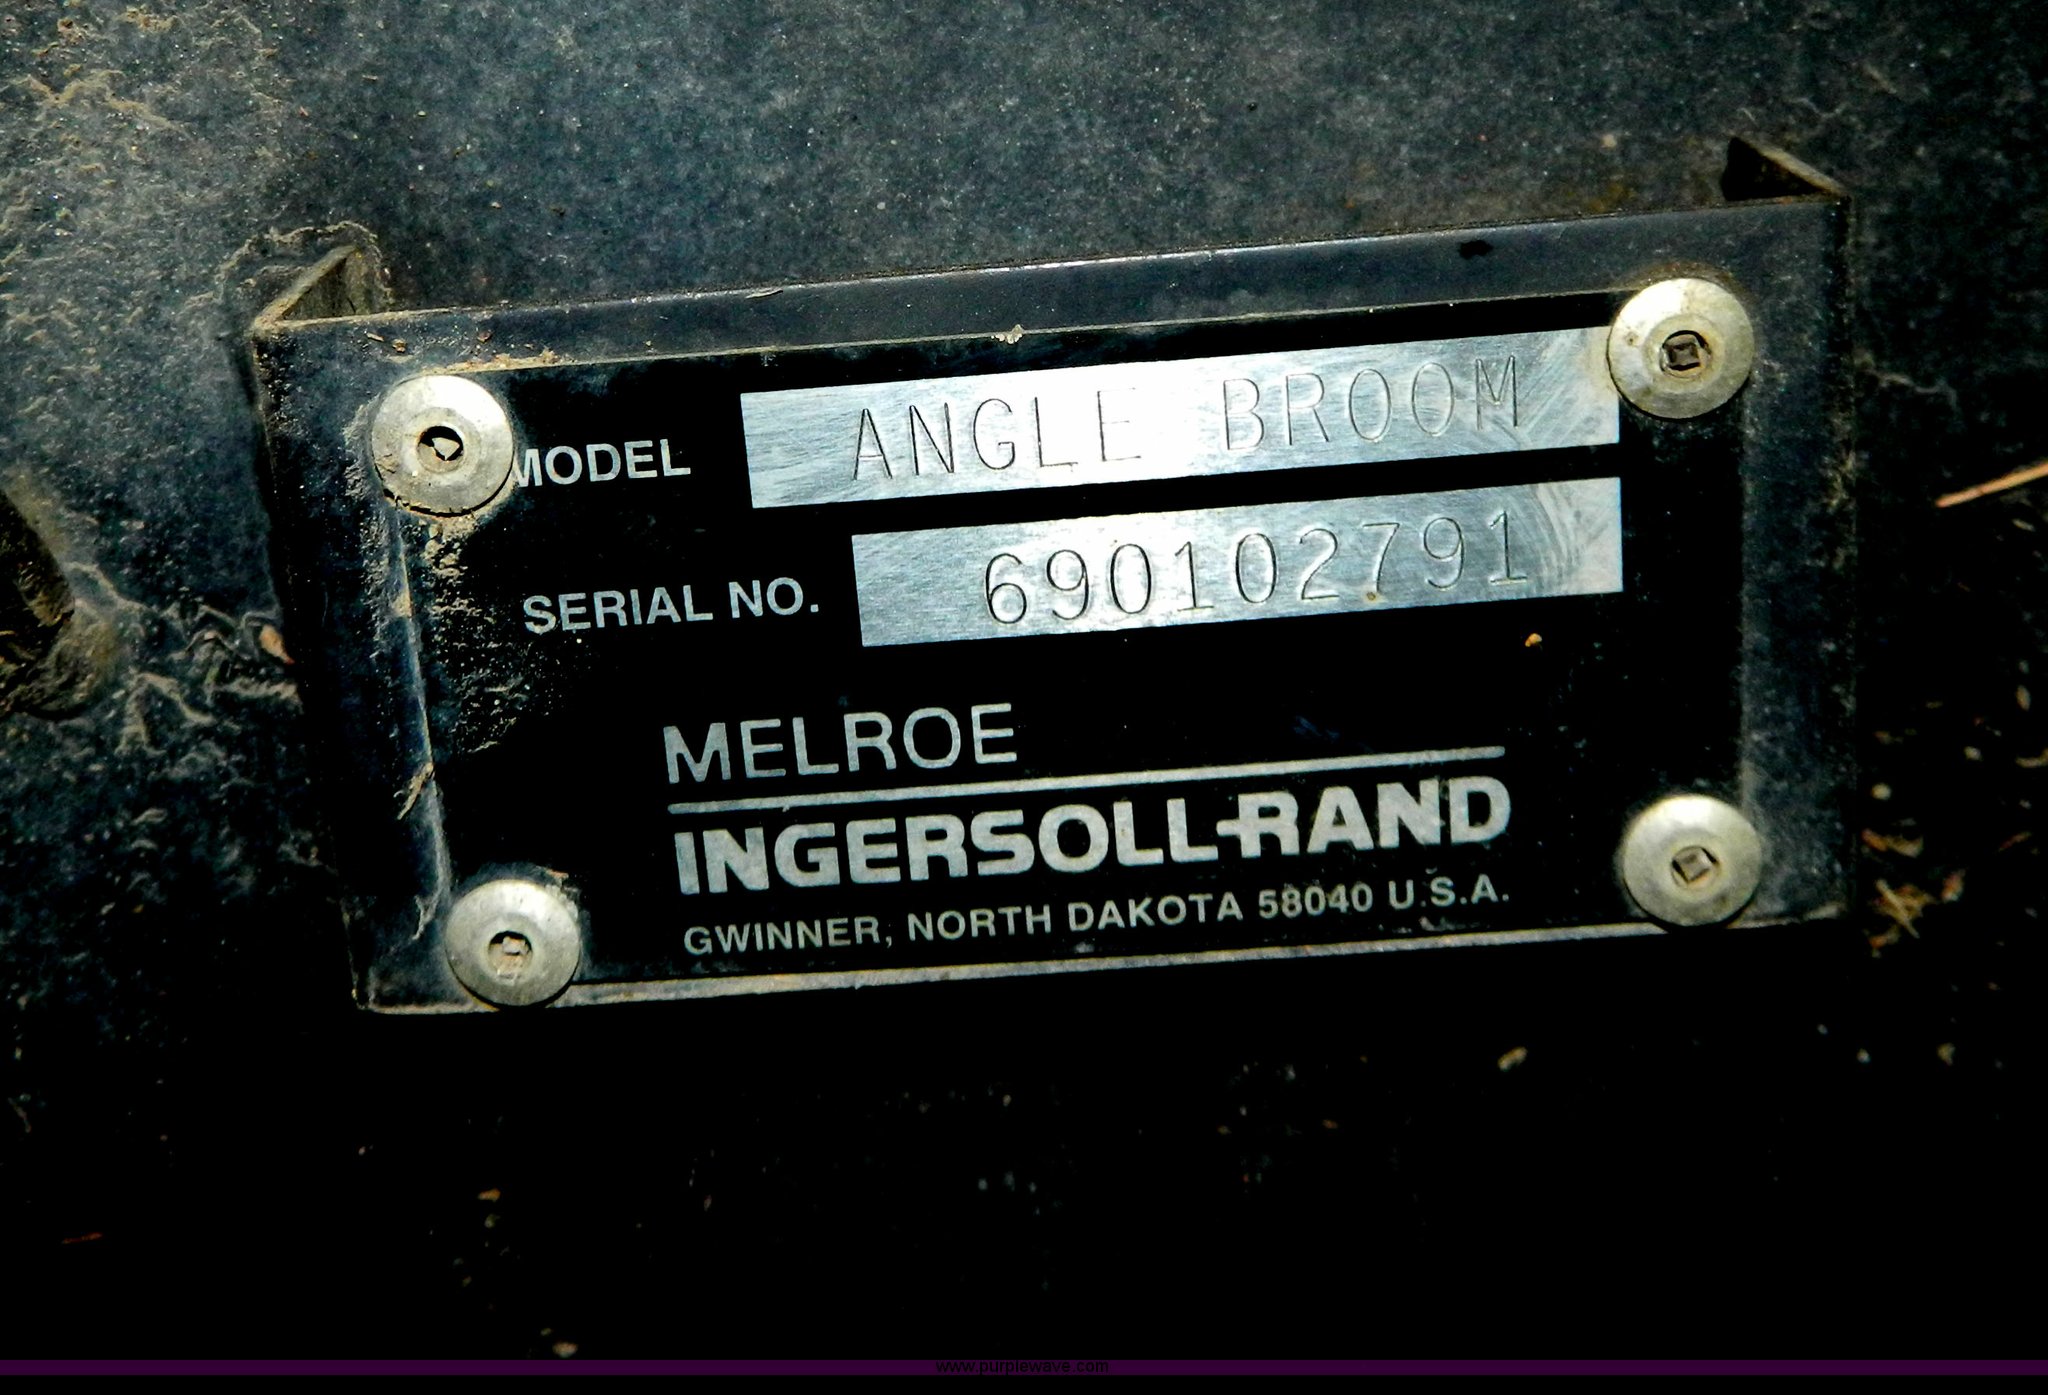 MODEL ANGLE BROOM
SERIAL NO. 690102791
MELROE
INGERSOLL-RAND
GWINNER, NORTH DAKOTA 58040 U.S.A.
www.purplewave.com